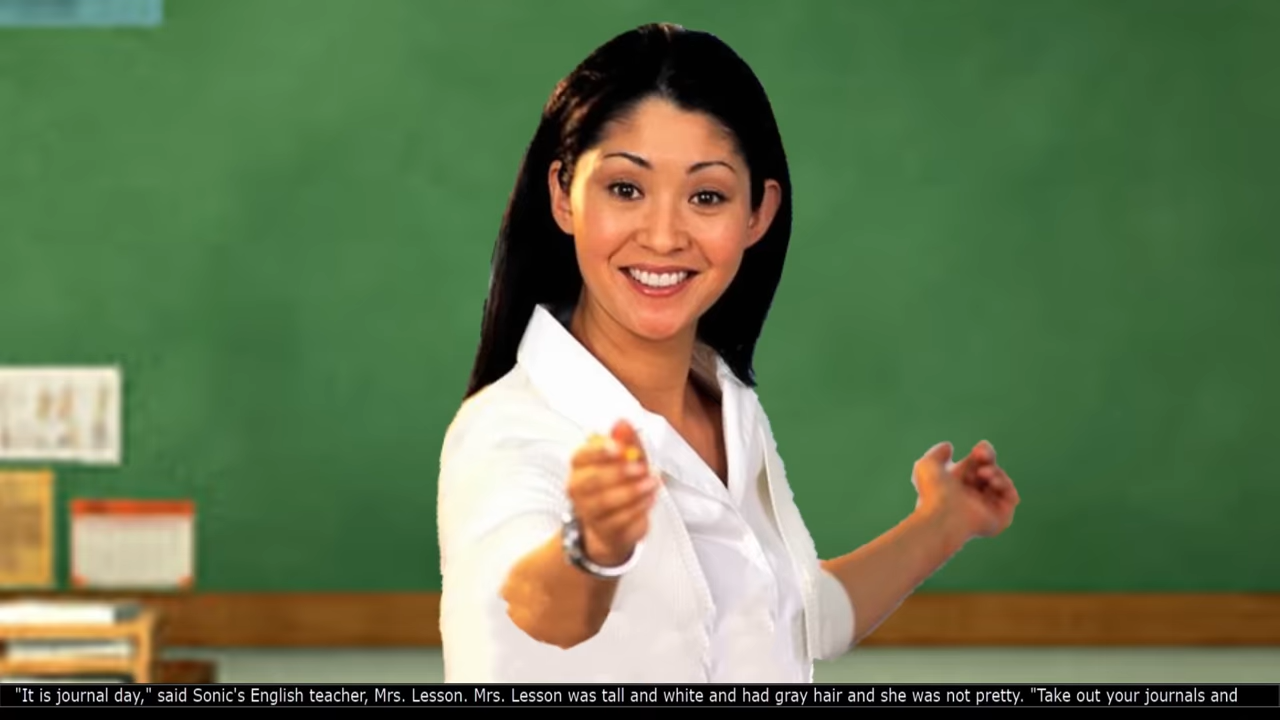 "It is journal day," said Sonic's English teacher, Mrs. Lesson. Mrs. Lesson was tall and white and had gray hair and she was not pretty. "Take out your journals and